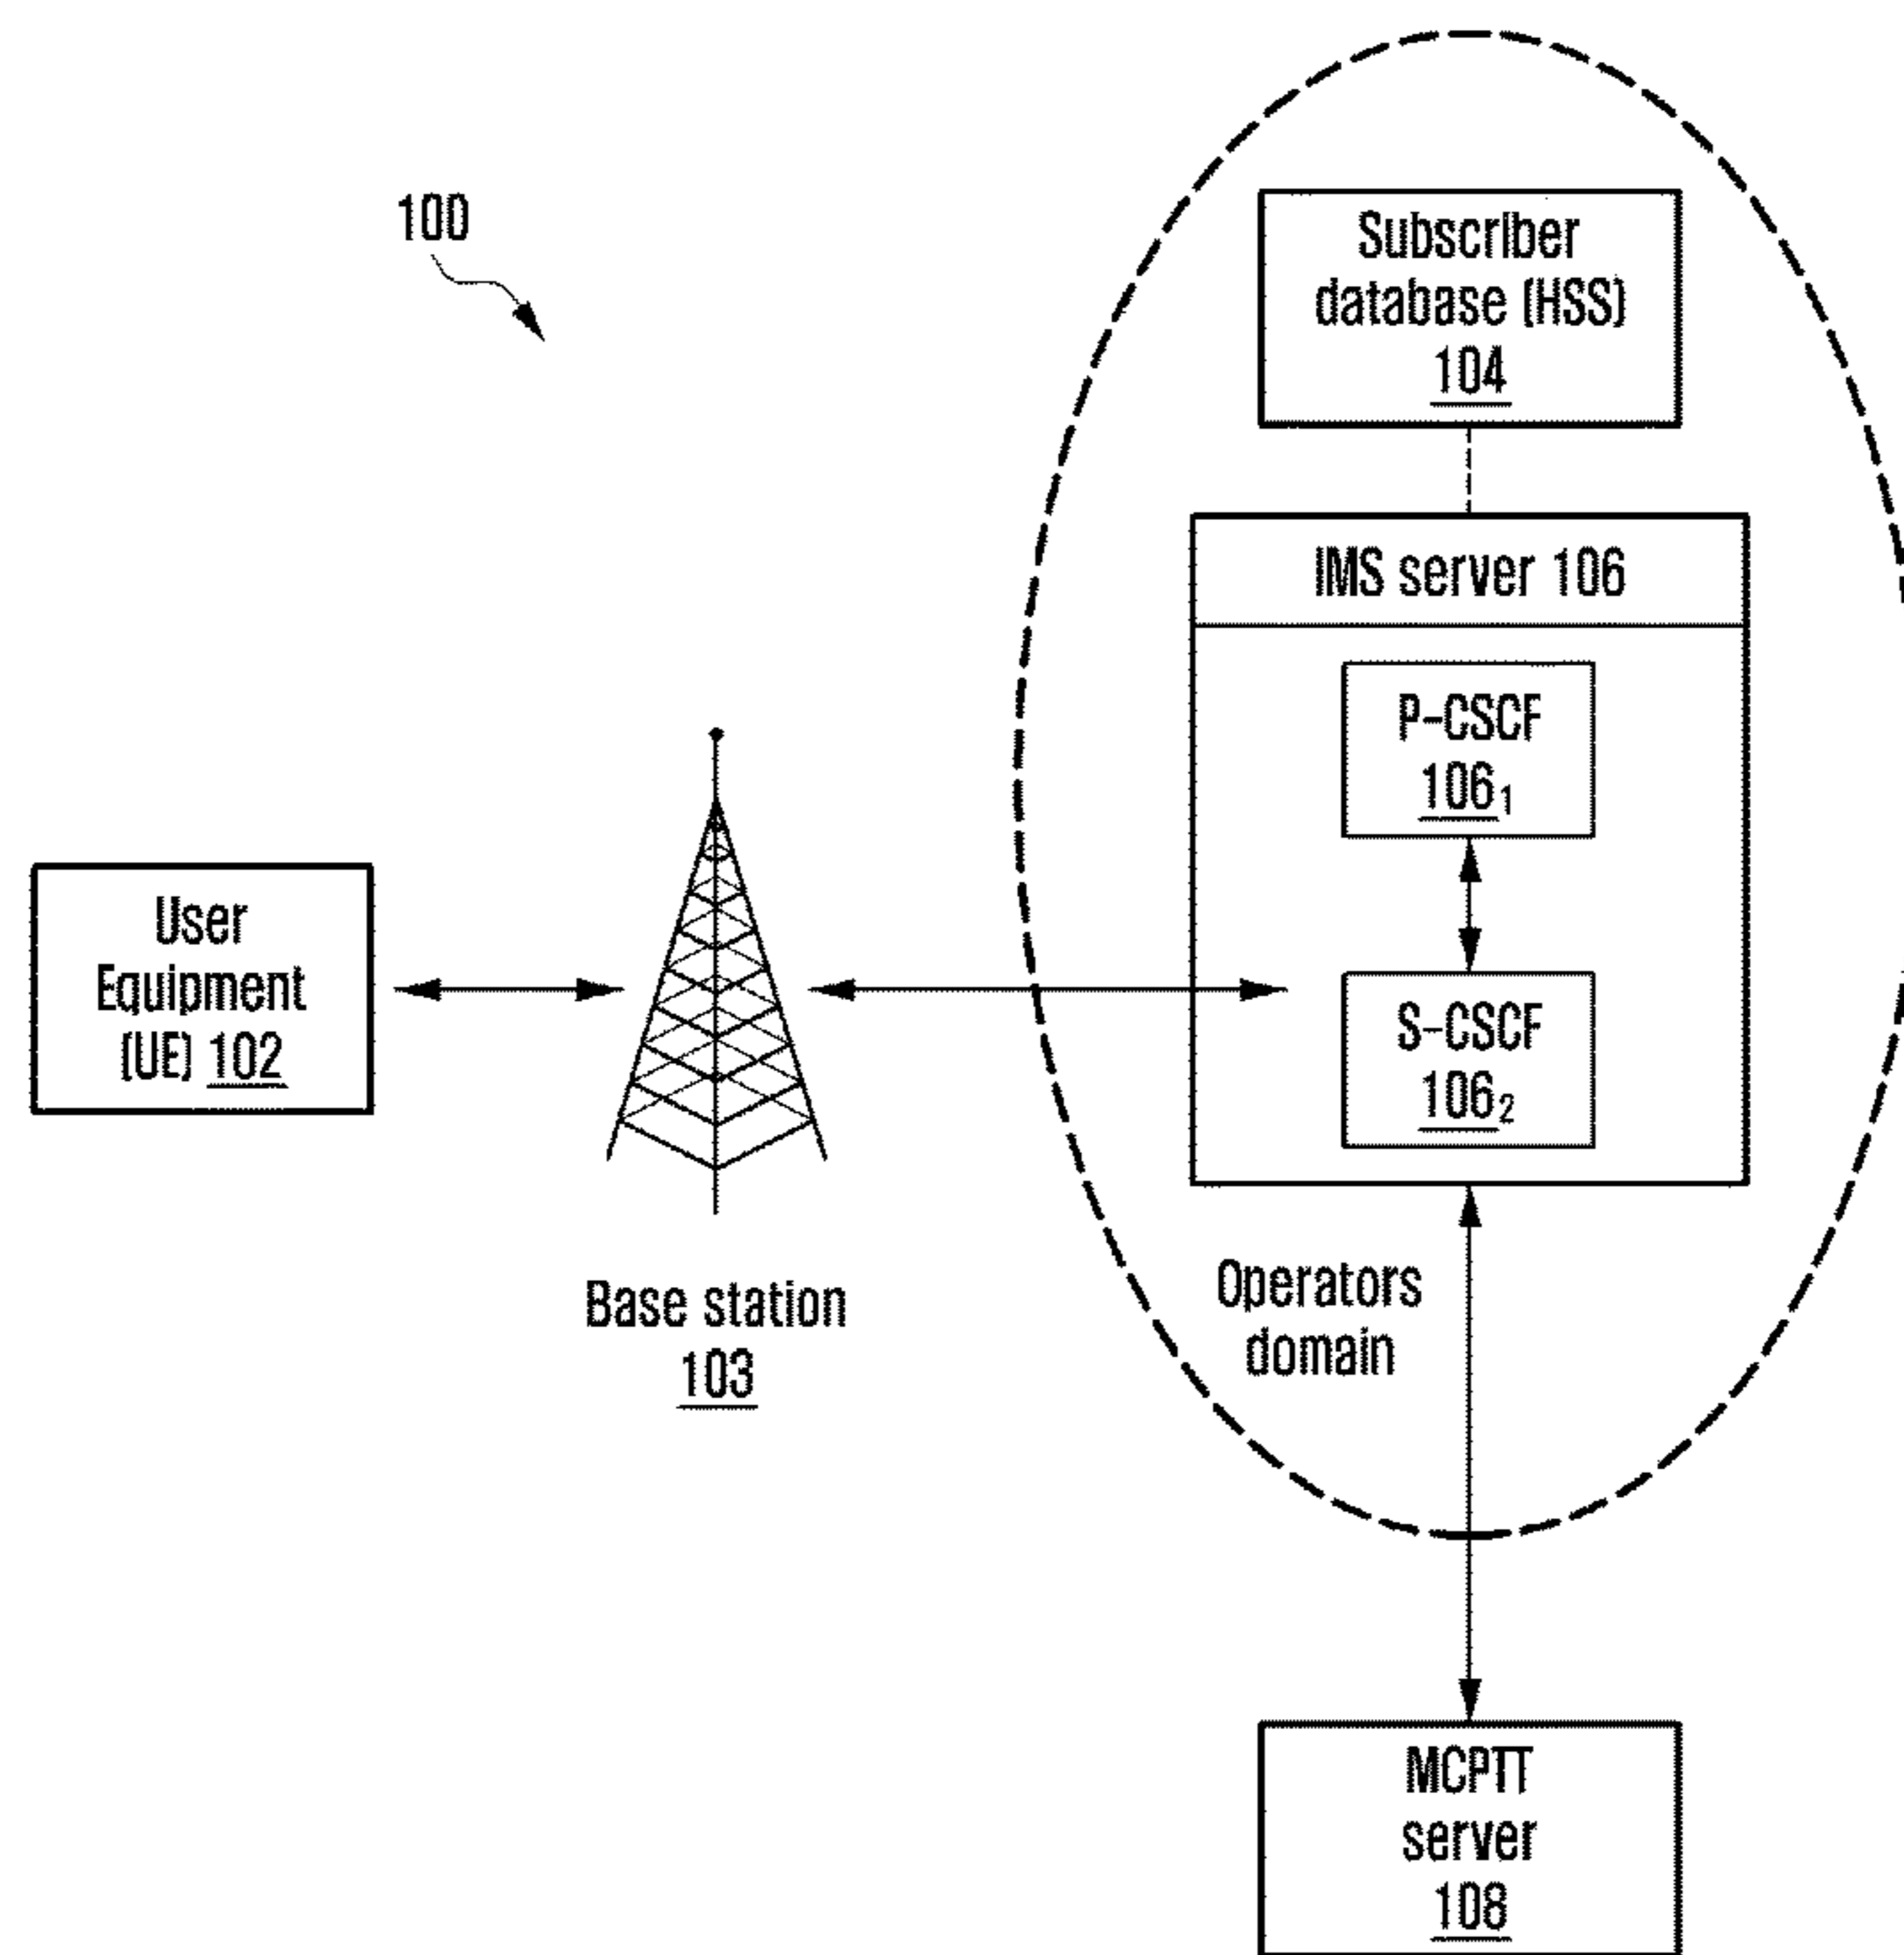 100
Subscriber
database (HSS)
104
IMS server 106
P-CSCF
106₁
S-CSCF
106₂
User
Equipment
(UE) 102
Base station
103
Operators
domain
MCPTT
server
108